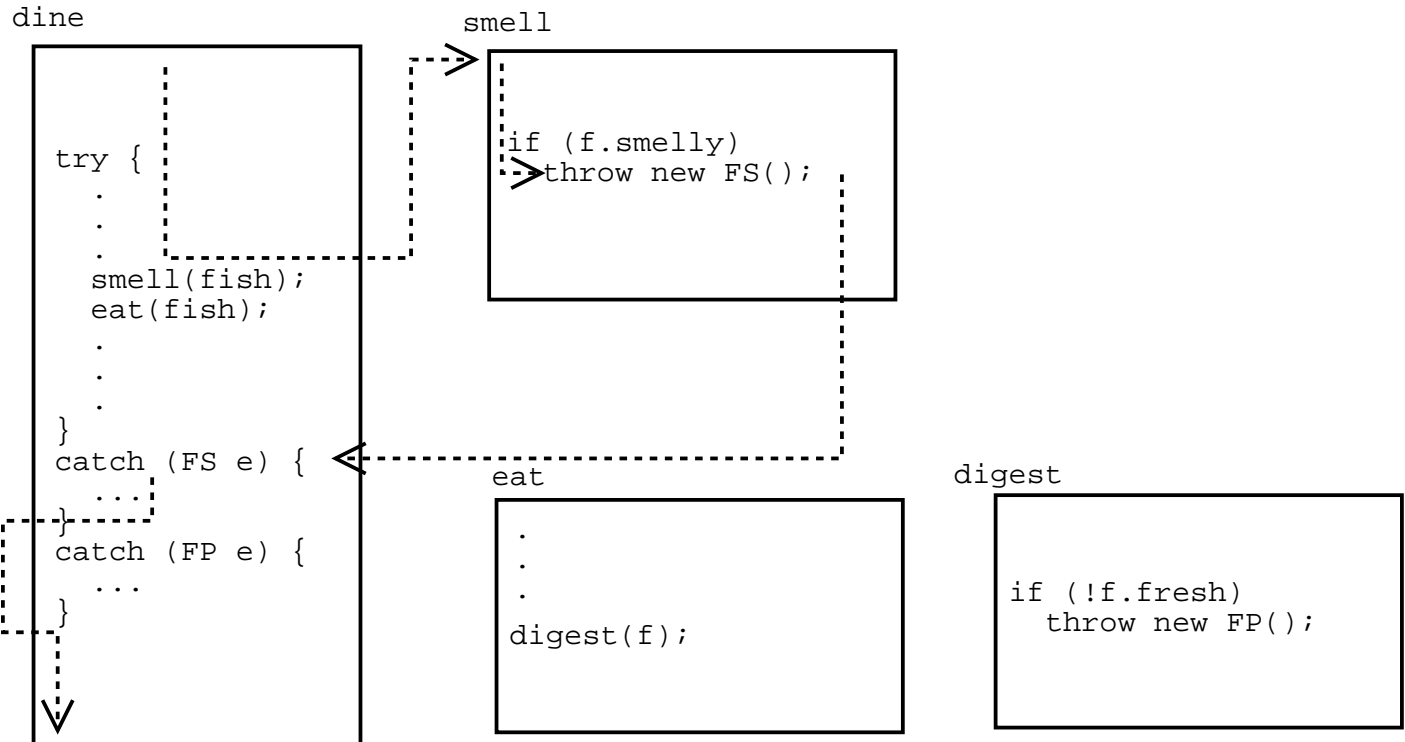 dine
try {
.
.
.
smell(fish);
eat(fish);
.
.
.
}
catch (FS e) {
...
}
catch (FP e) {
...
}
smell
if (f.smelly)
throw new FS();
eat
.
.
.
digest(f);
digest
if (!f.fresh)
throw new FP();